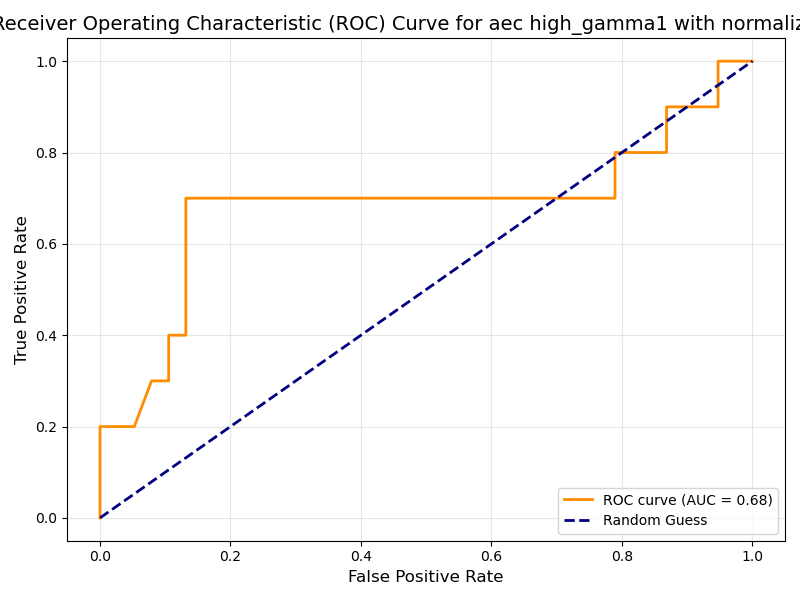 Receiver Operating Characteristic (ROC) Curve for aec high_gamma1 with
1.0
0.8
0.6
0.4
0.2
0.0
True Positive Rate
0.0 0.2 0.4 0.6 0.8 1.0
False Positive Rate
ROC curve (AUC = 0.68)
Random Guess